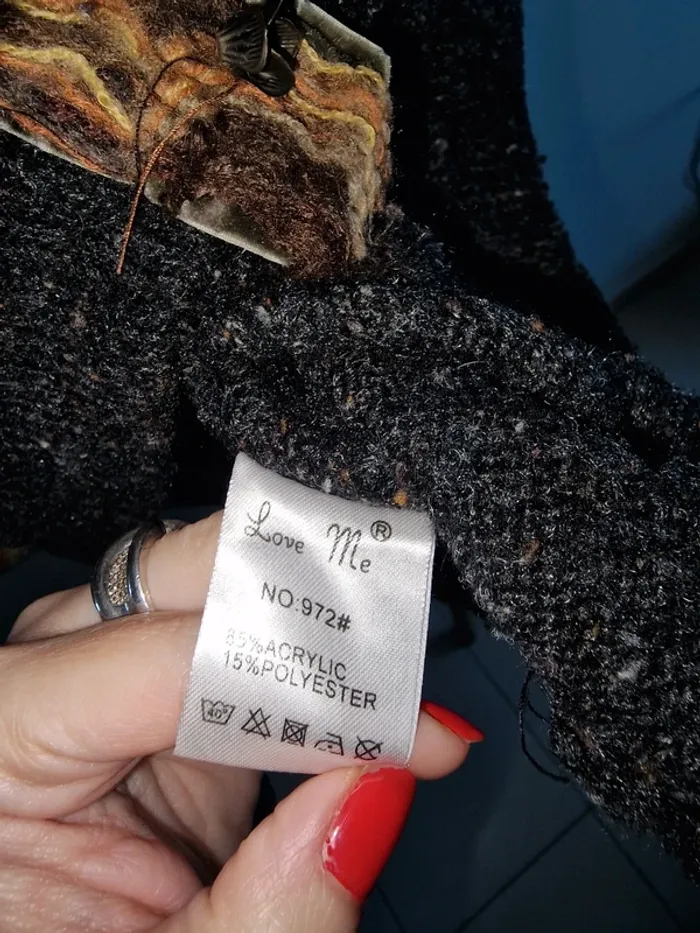 Love Me®
NO:972#
85%ACRYLIC
15%POLYESTER
40°